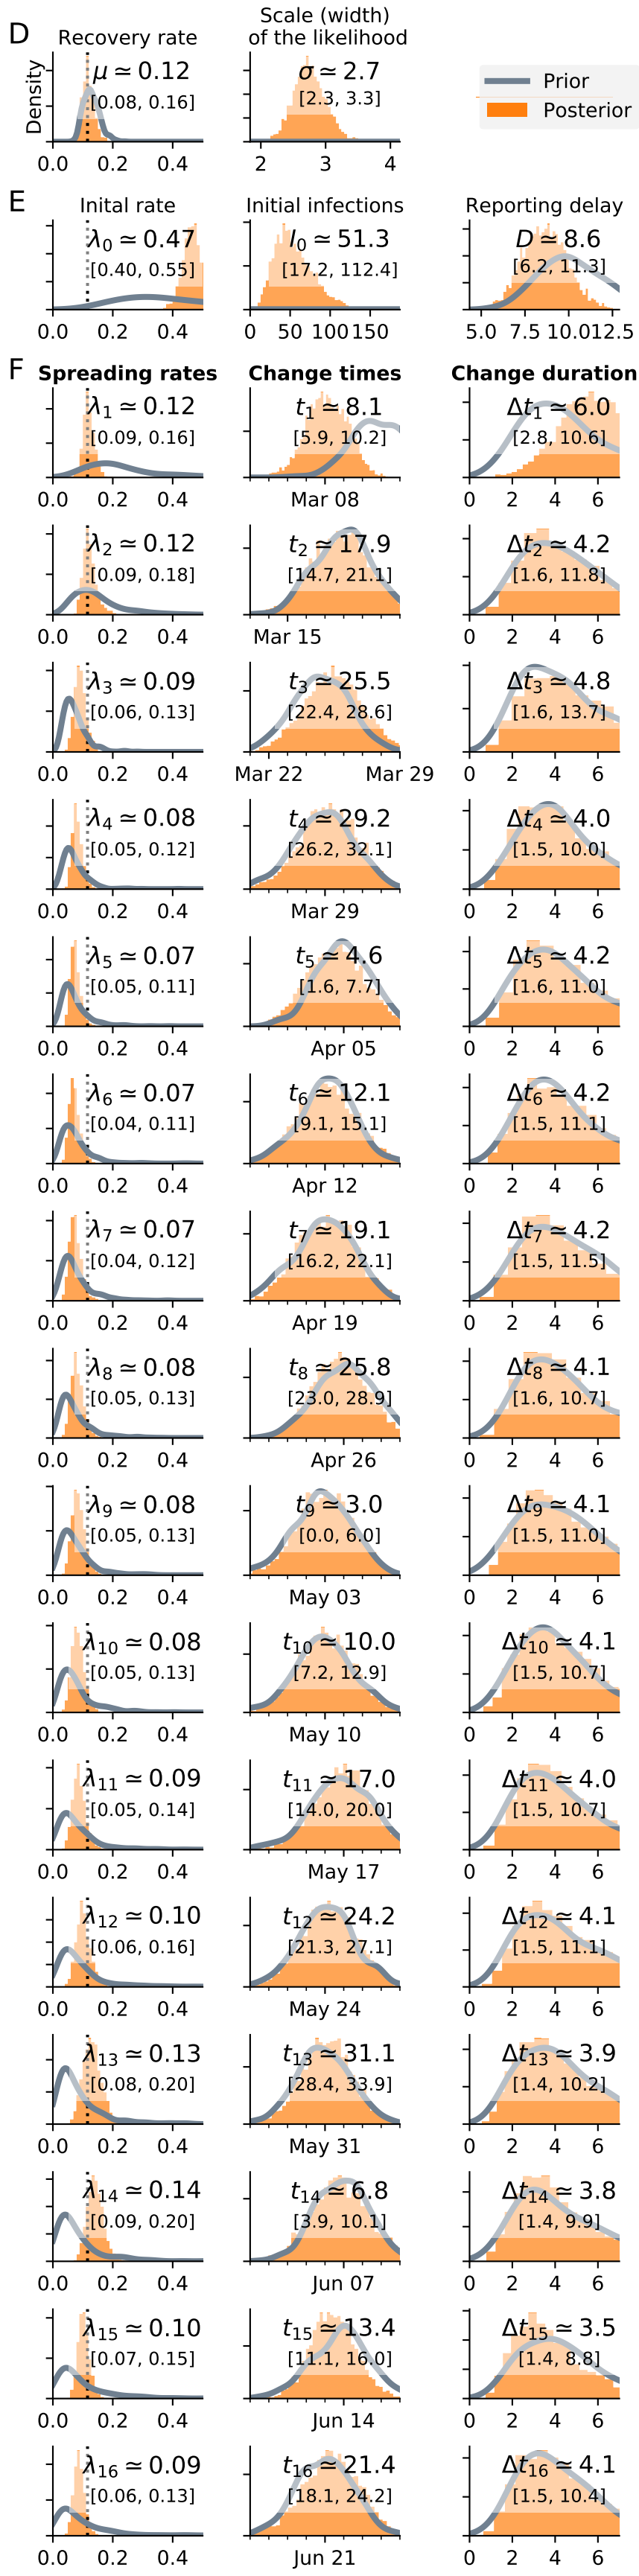 D
Recovery rate
Scale (width)
of the likelihood
Density
μ ≃ 0.12
[0.08, 0.16]
0.0 0.2 0.4
σ ≃ 2.7
[2.3, 3.3]
2 3 4
Prior
Posterior
E
Inital rate
λ0 ≃ 0.47
[0.40, 0.55]
0.0 0.2 0.4
Initial infections
I0 ≃ 51.3
[17.2, 112.4]
0 50 100 150
Reporting delay
D ≃ 8.6
[6.2, 11.3]
5.0 7.5 10.0 12.5
F
Spreading rates Change times Change duration
λ1 ≃ 0.12 t1 ≃ 8.1 Δt1 ≃ 6.0
[0.09, 0.16] [5.9, 10.2] [2.8, 10.6]
0.0 0.2 0.4 Mar 08 0 2 4 6
λ2 ≃ 0.12 t2 ≃ 17.9 Δt2 ≃ 4.2
[0.09, 0.18] [14.7, 21.1] [1.6, 11.8]
0.0 0.2 0.4 Mar 15 0 2 4 6
λ3 ≃ 0.09 t3 ≃ 25.5 Δt3 ≃ 4.8
[0.06, 0.13] [22.4, 28.6] [1.6, 13.7]
0.0 0.2 0.4 Mar 22 Mar 29 0 2 4 6
λ4 ≃ 0.08 t4 ≃ 29.2 Δt4 ≃ 4.0
[0.05, 0.12] [26.2, 32.1] [1.5, 10.0]
0.0 0.2 0.4 Mar 29 0 2 4 6
λ5 ≃ 0.07 t5 ≃ 4.6 Δt5 ≃ 4.2
[0.05, 0.11] [1.6, 7.7] [1.6, 11.0]
0.0 0.2 0.4 Apr 05 0 2 4 6
λ6 ≃ 0.07 t6 ≃ 12.1 Δt6 ≃ 4.2
[0.04, 0.11] [9.1, 15.1] [1.5, 11.1]
0.0 0.2 0.4 Apr 12 0 2 4 6
λ7 ≃ 0.07 t7 ≃ 19.1 Δt7 ≃ 4.2
[0.04, 0.12] [16.2, 22.1] [1.5, 11.5]
0.0 0.2 0.4 Apr 19 0 2 4 6
λ8 ≃ 0.08 t8 ≃ 25.8 Δt8 ≃ 4.1
[0.05, 0.13] [23.0, 28.9] [1.6, 10.7]
0.0 0.2 0.4 Apr 26 0 2 4 6
λ9 ≃ 0.08 t9 ≃ 3.0 Δt9 ≃ 4.1
[0.05, 0.13] [0.0, 6.0] [1.5, 11.0]
0.0 0.2 0.4 May 03 0 2 4 6
λ10 ≃ 0.08 t10 ≃ 10.0 Δt10 ≃ 4.1
[0.05, 0.13] [7.2, 12.9] [1.5, 10.7]
0.0 0.2 0.4 May 10 0 2 4 6
λ11 ≃ 0.09 t11 ≃ 17.0 Δt11 ≃ 4.0
[0.05, 0.14] [14.0, 20.0] [1.5, 10.7]
0.0 0.2 0.4 May 17 0 2 4 6
λ12 ≃ 0.10 t12 ≃ 24.2 Δt12 ≃ 4.1
[0.06, 0.16] [21.3, 27.1] [1.5, 11.1]
0.0 0.2 0.4 May 24 0 2 4 6
λ13 ≃ 0.13 t13 ≃ 31.1 Δt13 ≃ 3.9
[0.08, 0.20] [28.4, 33.9] [1.4, 10.2]
0.0 0.2 0.4 May 31 0 2 4 6
λ14 ≃ 0.14 t14 ≃ 6.8 Δt14 ≃ 3.8
[0.09, 0.20] [3.9, 10.1] [1.4, 9.9]
0.0 0.2 0.4 Jun 07 0 2 4 6
λ15 ≃ 0.10 t15 ≃ 13.4 Δt15 ≃ 3.5
[0.07, 0.15] [11.1, 16.0] [1.4, 8.8]
0.0 0.2 0.4 Jun 14 0 2 4 6
λ16 ≃ 0.09 t16 ≃ 21.4 Δt16 ≃ 4.1
[0.06, 0.13] [18.1, 24.2] [1.5, 10.4]
0.0 0.2 0.4 Jun 21 0 2 4 6